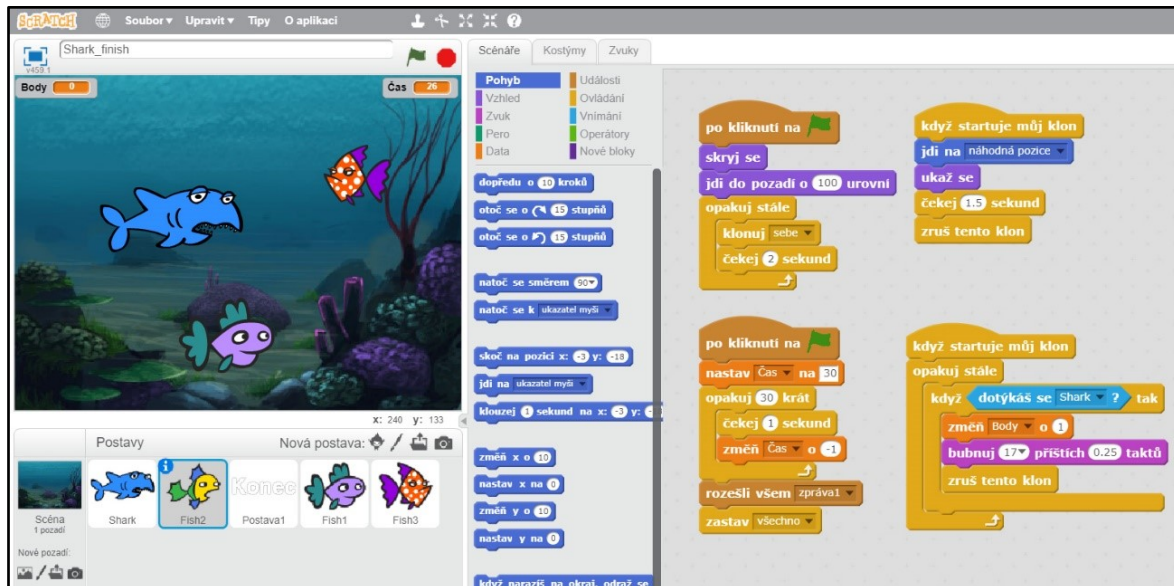 SCRATCH Soubor▼ Upravit▼ Tipy O aplikaci
Shark_finish
v459.1
Body 0
Čas 26
x: 240 y: 133
Postavy
Nová postava:
Scéna
1 pozadí
Nové pozadí:
Shark
Fish2
Konec
Postava1
Fish1
Fish3
Scénáře
Kostýmy
Zvuky
Pohyb
Vzhled
Zvuk
Pero
Data
Události
Ovládání
Vnímání
Operátory
Nové bloky
dopředu o 10 kroků
otoč se o ↻ 15 stupňů
otoč se o ↺ 15 stupňů
natoč se směrem 90▼
natoč se k ukazatel myši
skoč na pozici x: -3 y: -18
jdi na ukazatel myši
klouzej 1 sekund na x: -3 y:
změň x o 10
nastav x na 0
změň y o 10
nastav y na 0
když narazíš na okraj, odraž se
po kliknutí na
skryj se
jdi do pozadí o 100 urovní
opakuj stále
klonuj sebe
čekej 2 sekund
když startuje můj klon
jdi na náhodná pozice
ukaž se
čekej 1.5 sekund
zruš tento klon
po kliknutí na
nastav Čas na 30
opakuj 30 krát
čekej 1 sekund
změň Čas o -1
rozešli všem zpráva1
zastav všechno
když startuje můj klon
opakuj stále
když dotýkáš se Shark ? tak
změň Body o 1
bubnuj 17▼ příštích 0.25 taktů
zruš tento klon